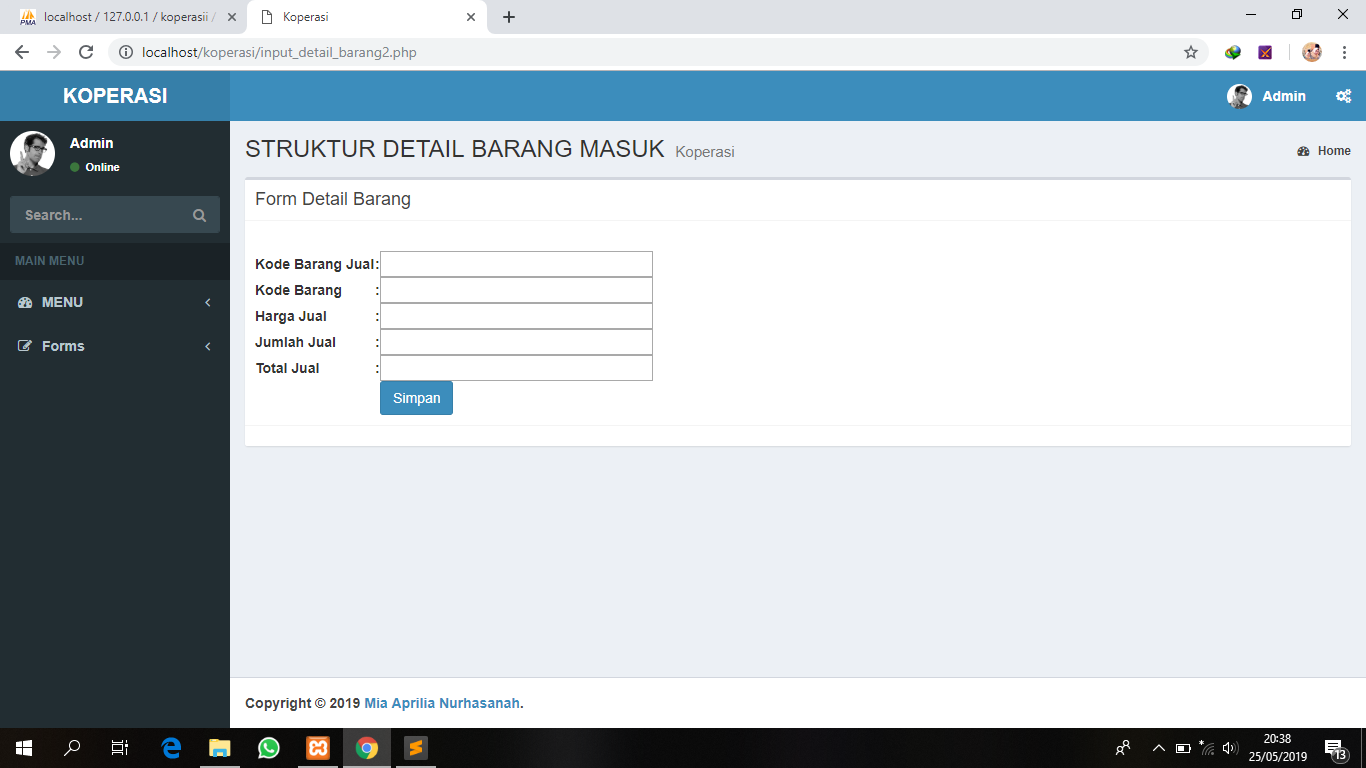 localhost / 127.0.0.1 / koperasii /
Koperasi
localhost/koperasi/input_detail_barang2.php
KOPERASI
Admin
Admin
Online
STRUKTUR DETAIL BARANG MASUK Koperasi
Home
Search...
Form Detail Barang
MAIN MENU
MENU
Forms
Kode Barang Jual:
Kode Barang :
Harga Jual :
Jumlah Jual :
Total Jual :
Simpan
Copyright © 2019 Mia Aprilia Nurhasanah.
20:38
25/05/2019
13
PMA